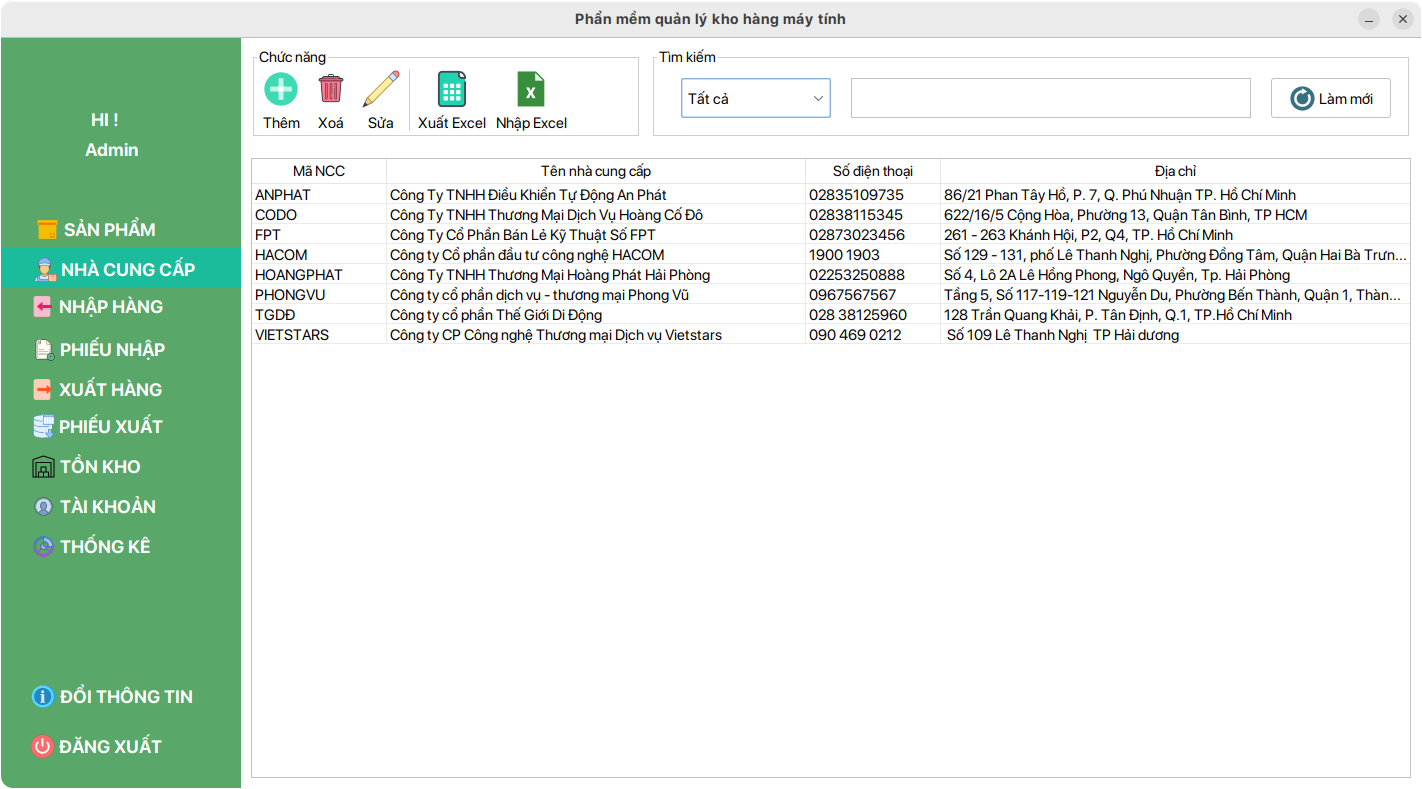 Phần mềm quản lý kho hàng máy tính
HI !
Admin
SẢN PHẨM
NHÀ CUNG CẤP
NHẬP HÀNG
PHIẾU NHẬP
XUẤT HÀNG
PHIẾU XUẤT
TỒN KHO
TÀI KHOẢN
THỐNG KÊ
ĐỔI THÔNG TIN
ĐĂNG XUẤT
Chức năng
Thêm Xoá Sửa Xuất Excel Nhập Excel
Tìm kiếm
Tất cả Làm mới
Mã NCC Tên nhà cung cấp Số điện thoại Địa chỉ
ANPHAT Công Ty TNHH Điều Khiển Tự Động An Phát 02835109735 86/21 Phan Tây Hồ, P. 7, Q. Phú Nhuận TP. Hồ Chí Minh
CODO Công Ty TNHH Thương Mại Dịch Vụ Hoàng Cố Đô 02838115345 622/16/5 Cộng Hòa, Phường 13, Quận Tân Bình, TP HCM
FPT Công Ty Cổ Phần Bán Lẻ Kỹ Thuật Số FPT 02873023456 261 - 263 Khánh Hội, P2, Q4, TP. Hồ Chí Minh
HACOM Công ty Cổ phần đầu tư công nghệ HACOM 1900 1903 Số 129 - 131, phố Lê Thanh Nghị, Phường Đồng Tâm, Quận Hai Bà Trưn...
HOANGPHAT Công Ty TNHH Thương Mại Hoàng Phát Hải Phòng 02253250888 Số 4, Lô 2A Lê Hồng Phong, Ngô Quyền, Tp. Hải Phòng
PHONGVU Công ty cổ phần dịch vụ - thương mại Phong Vũ 0967567567 Tầng 5, Số 117-119-121 Nguyễn Du, Phường Bến Thành, Quận 1, Thàn...
TGDĐ Công ty cổ phần Thế Giới Di Động 028 38125960 128 Trần Quang Khải, P. Tân Định, Q.1, TP.Hồ Chí Minh
VIETSTARS Công ty CP Công nghệ Thương mại Dịch vụ Vietstars 090 469 0212 Số 109 Lê Thanh Nghị TP Hải dương